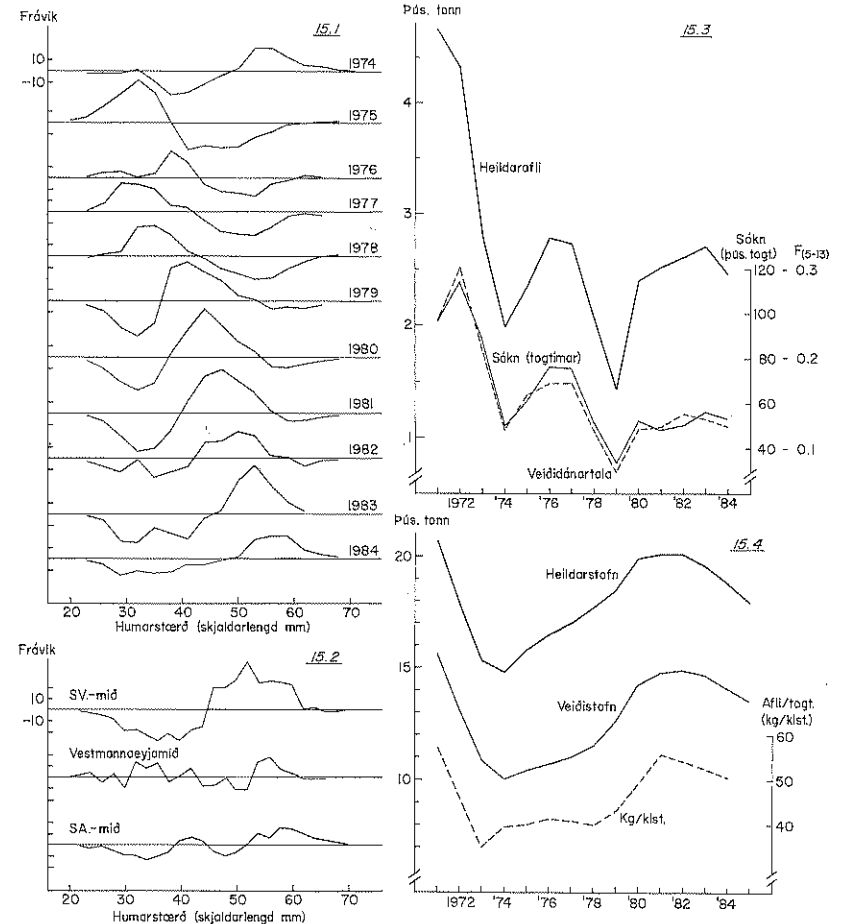 Frávik
15.1
10
-10
1974
1975
1976
1977
1978
1979
1980
1981
1982
1983
1984
20 30 40 50 60 70
Humarstærð (skjaldarlengd mm)
Frávik
15.2
SV.-mið
10
-10
Vestmannaeyjamið
SA.-mið
20 30 40 50 60 70
Humarstærð (skjaldarlengd mm)
Þús. tonn
15.3
4
3
2
1
Heildarafli
Sókn (þús. togt) F(5-13)
120 - 0.3
100
80 - 0.2
60
40 - 0.1
Sókn (togtímar)
Veiðidánartala
1972 '74 '76 '78 '80 '82 '84
Þús. tonn
15.4
20
15
10
Heildarstofn
Veiðistofn
Afli/togt.
(kg/klst.)
60
50
40
Kg/klst.
1972 '74 '76 '78 '80 '82 '84